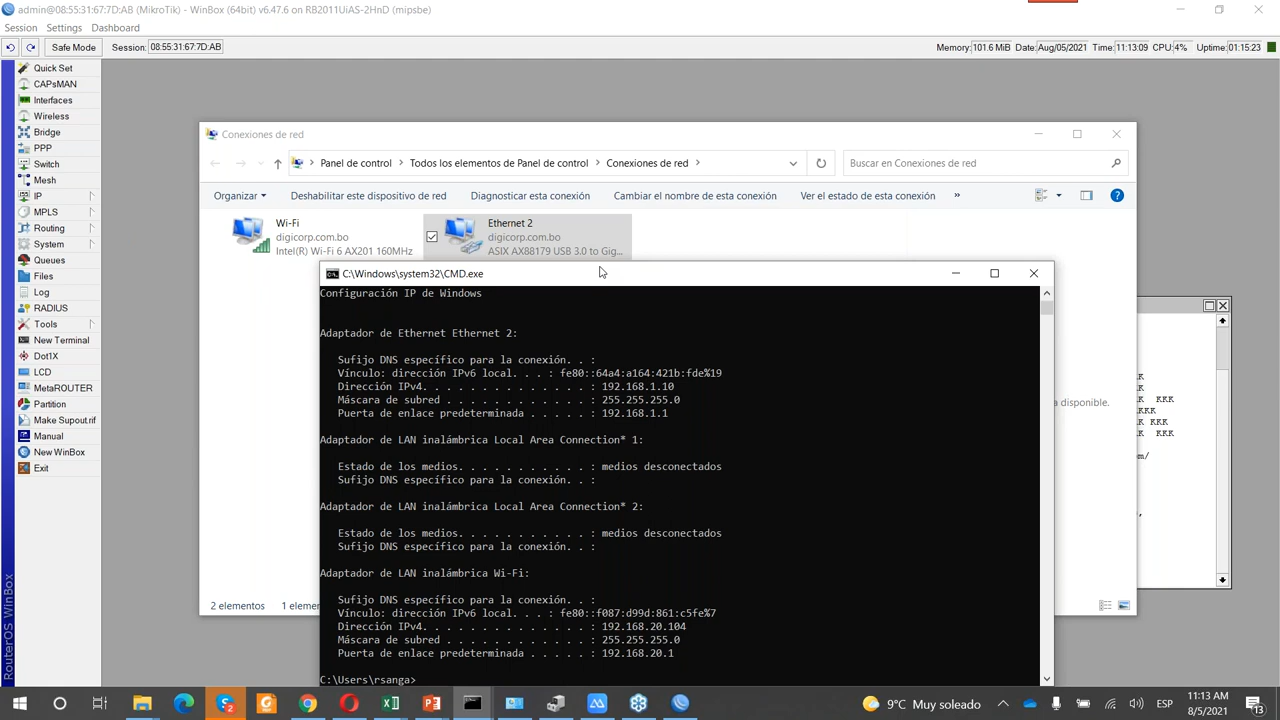 admin@08:55:31:67:7D:AB (MikroTik) - WinBox (64bit) v6.47.6 on RB2011UiAS-2HnD (mipsbe)
Session Settings Dashboard
Safe Mode Session: 08:55:31:67:7D:AB Memory: 101.6 MiB Date: Aug/05/2021 Time: 11:13:09 CPU: 4% Uptime: 01:15:23
Quick Set
CAPsMAN
Interfaces
Wireless
Bridge
PPP
Switch
Mesh
IP
MPLS
Routing
System
Queues
Files
Log
RADIUS
Tools
New Terminal
Dot1X
LCD
MetaROUTER
Partition
Make Supout.rif
Manual
New WinBox
Exit
RouterOS WinBox
Conexiones de red
Panel de control Todos los elementos de Panel de control Conexiones de red
Buscar en Conexiones de red
Organizar Deshabilitar este dispositivo de red Diagnosticar esta conexión Cambiar el nombre de esta conexión Ver el estado de esta conexión »
Wi-Fi
digicorp.com.bo
Intel(R) Wi-Fi 6 AX201 160MHz
Ethernet 2
digicorp.com.bo
ASIX AX88179 USB 3.0 to Gig...
a disponible.
2 elementos 1 elemen
C:\Windows\system32\CMD.exe
Configuración IP de Windows
Adaptador de Ethernet Ethernet 2:
Sufijo DNS específico para la conexión. . :
Vínculo: dirección IPv6 local. . . : fe80::64a4:a164:421b:fde%19
Dirección IPv4. . . . . . . . . . . . . . : 192.168.1.10
Máscara de subred . . . . . . . . . . . . : 255.255.255.0
Puerta de enlace predeterminada . . . . . : 192.168.1.1
Adaptador de LAN inalámbrica Local Area Connection* 1:
Estado de los medios. . . . . . . . . . . : medios desconectados
Sufijo DNS específico para la conexión. . :
Adaptador de LAN inalámbrica Local Area Connection* 2:
Estado de los medios. . . . . . . . . . . : medios desconectados
Sufijo DNS específico para la conexión. . :
Adaptador de LAN inalámbrica Wi-Fi:
Sufijo DNS específico para la conexión. . :
Vínculo: dirección IPv6 local. . . : fe80::f087:d99d:861:c5fe%7
Dirección IPv4. . . . . . . . . . . . . . : 192.168.20.104
Máscara de subred . . . . . . . . . . . . : 255.255.255.0
Puerta de enlace predeterminada . . . . . : 192.168.20.1
C:\Users\rsanga>
9°C Muy soleado
ESP
11:13 AM
8/5/2021
13